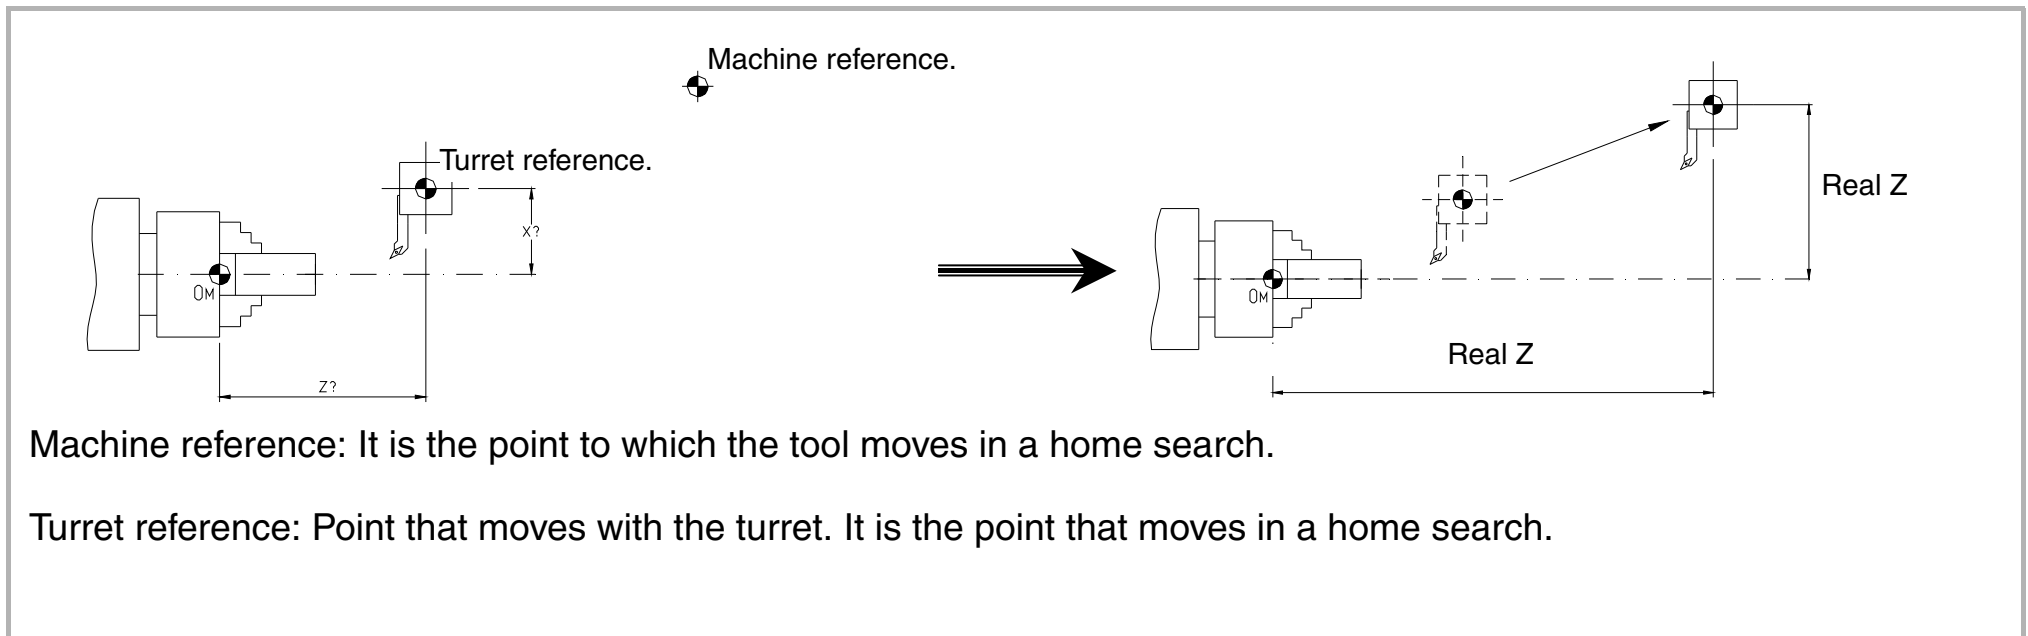 Machine reference.
Turret reference.
X?
OM
Z?
Real Z
OM
Real Z
Machine reference: It is the point to which the tool moves in a home search.
Turret reference: Point that moves with the turret. It is the point that moves in a home search.